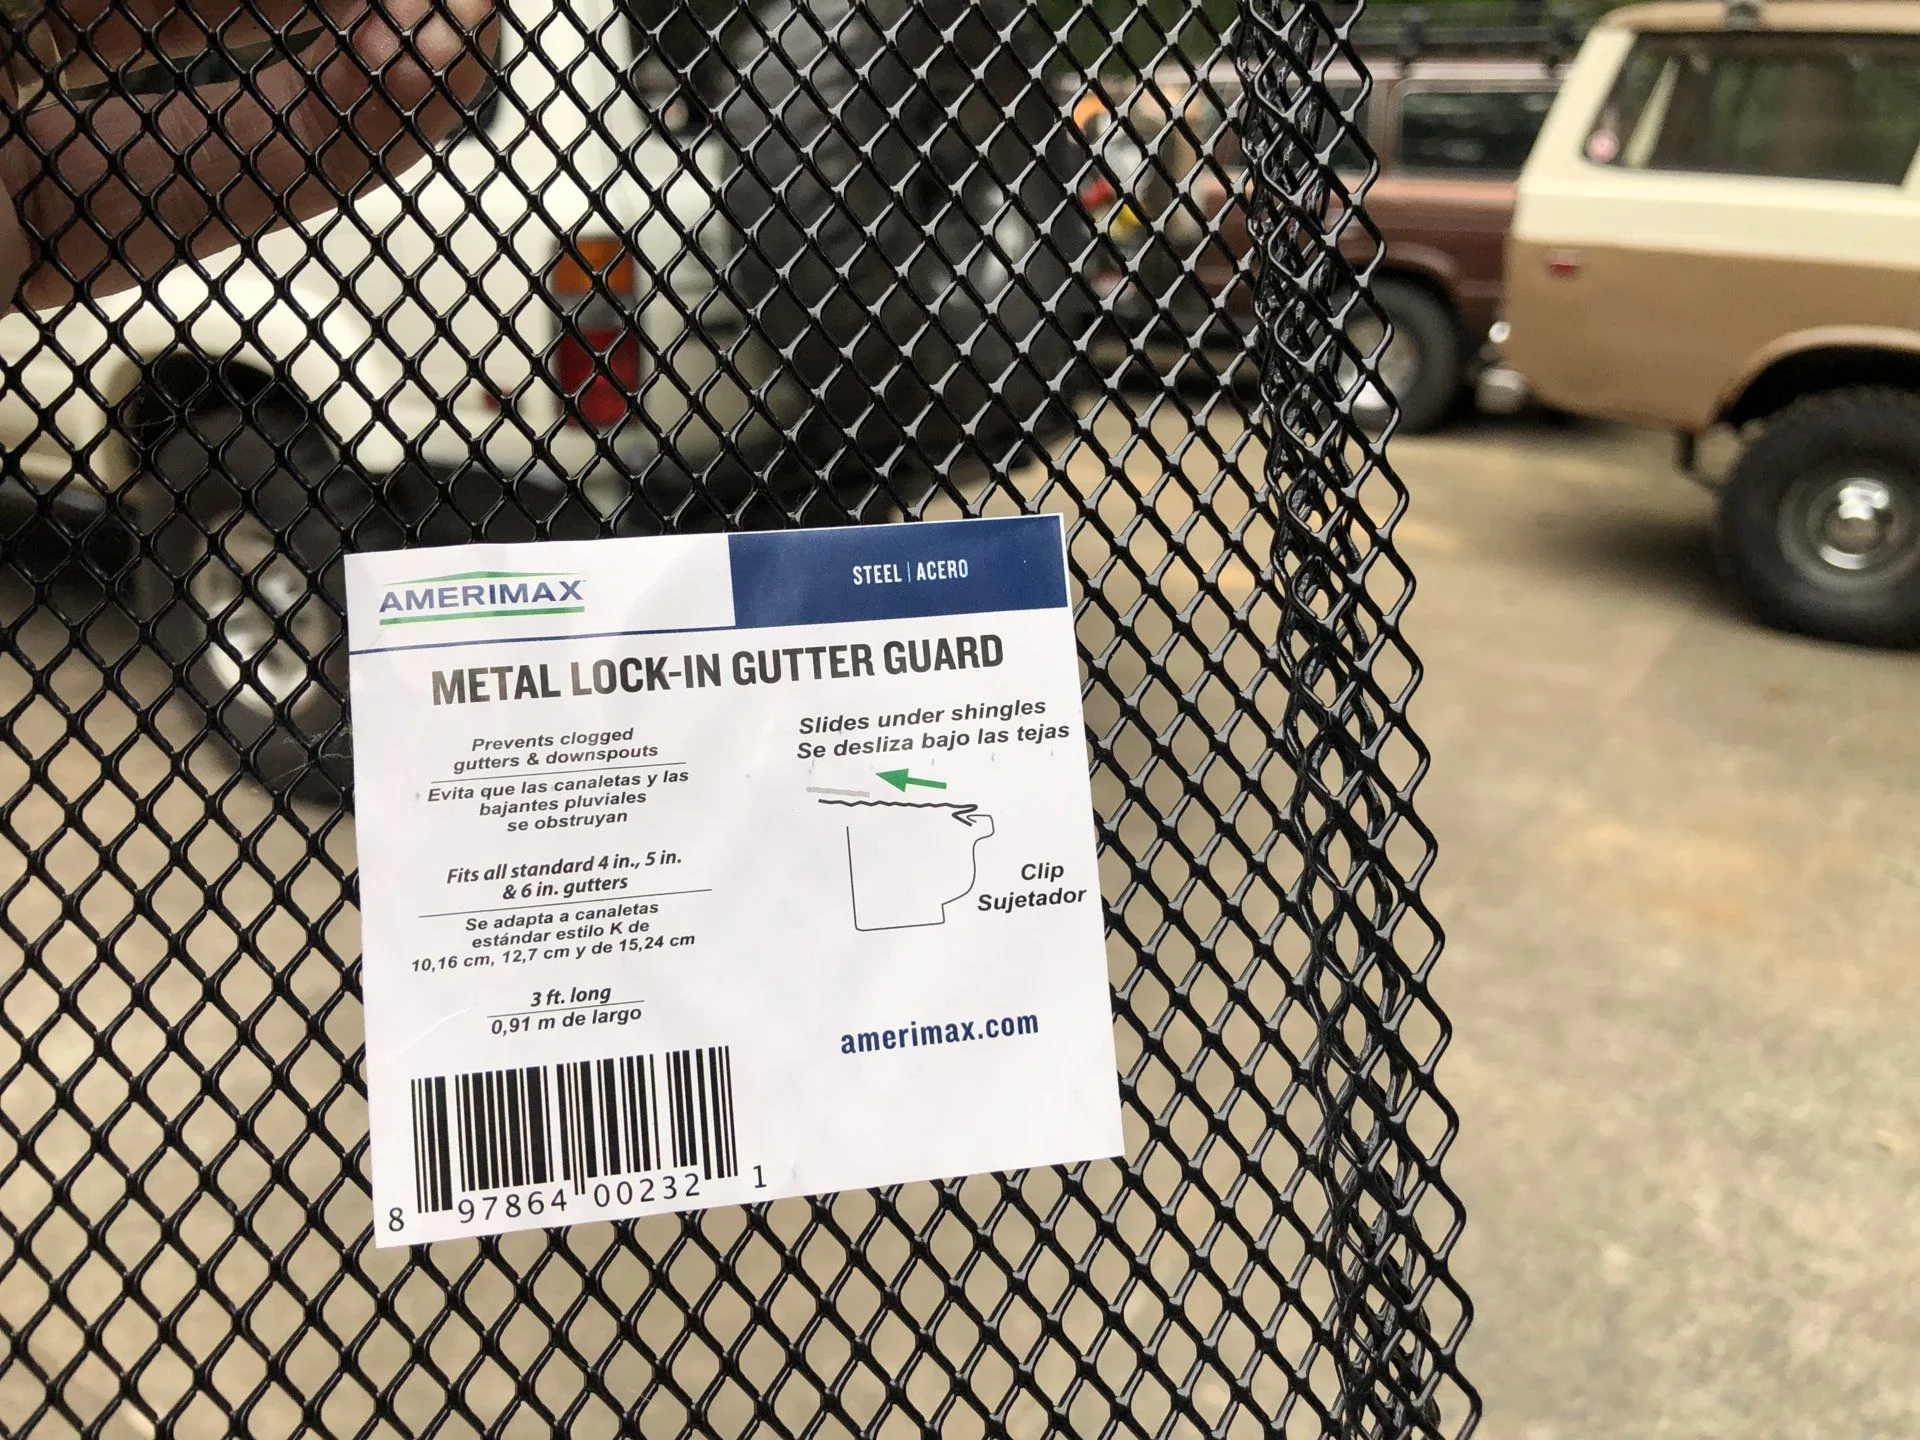 AMERIMAX
STEEL | ACERO
METAL LOCK-IN GUTTER GUARD
Prevents clogged
gutters & downspouts
Evita que las canaletas y las
bajantes pluviales
se obstruyan
Fits all standard 4 in., 5 in.
& 6 in. gutters
Se adapta a canaletas
estándar estilo K de
10,16 cm, 12,7 cm y de 15,24 cm
3 ft. long
0,91 m de largo
Slides under shingles
Se desliza bajo las tejas
Clip
Sujetador
amerimax.com
8 97864 00232 1